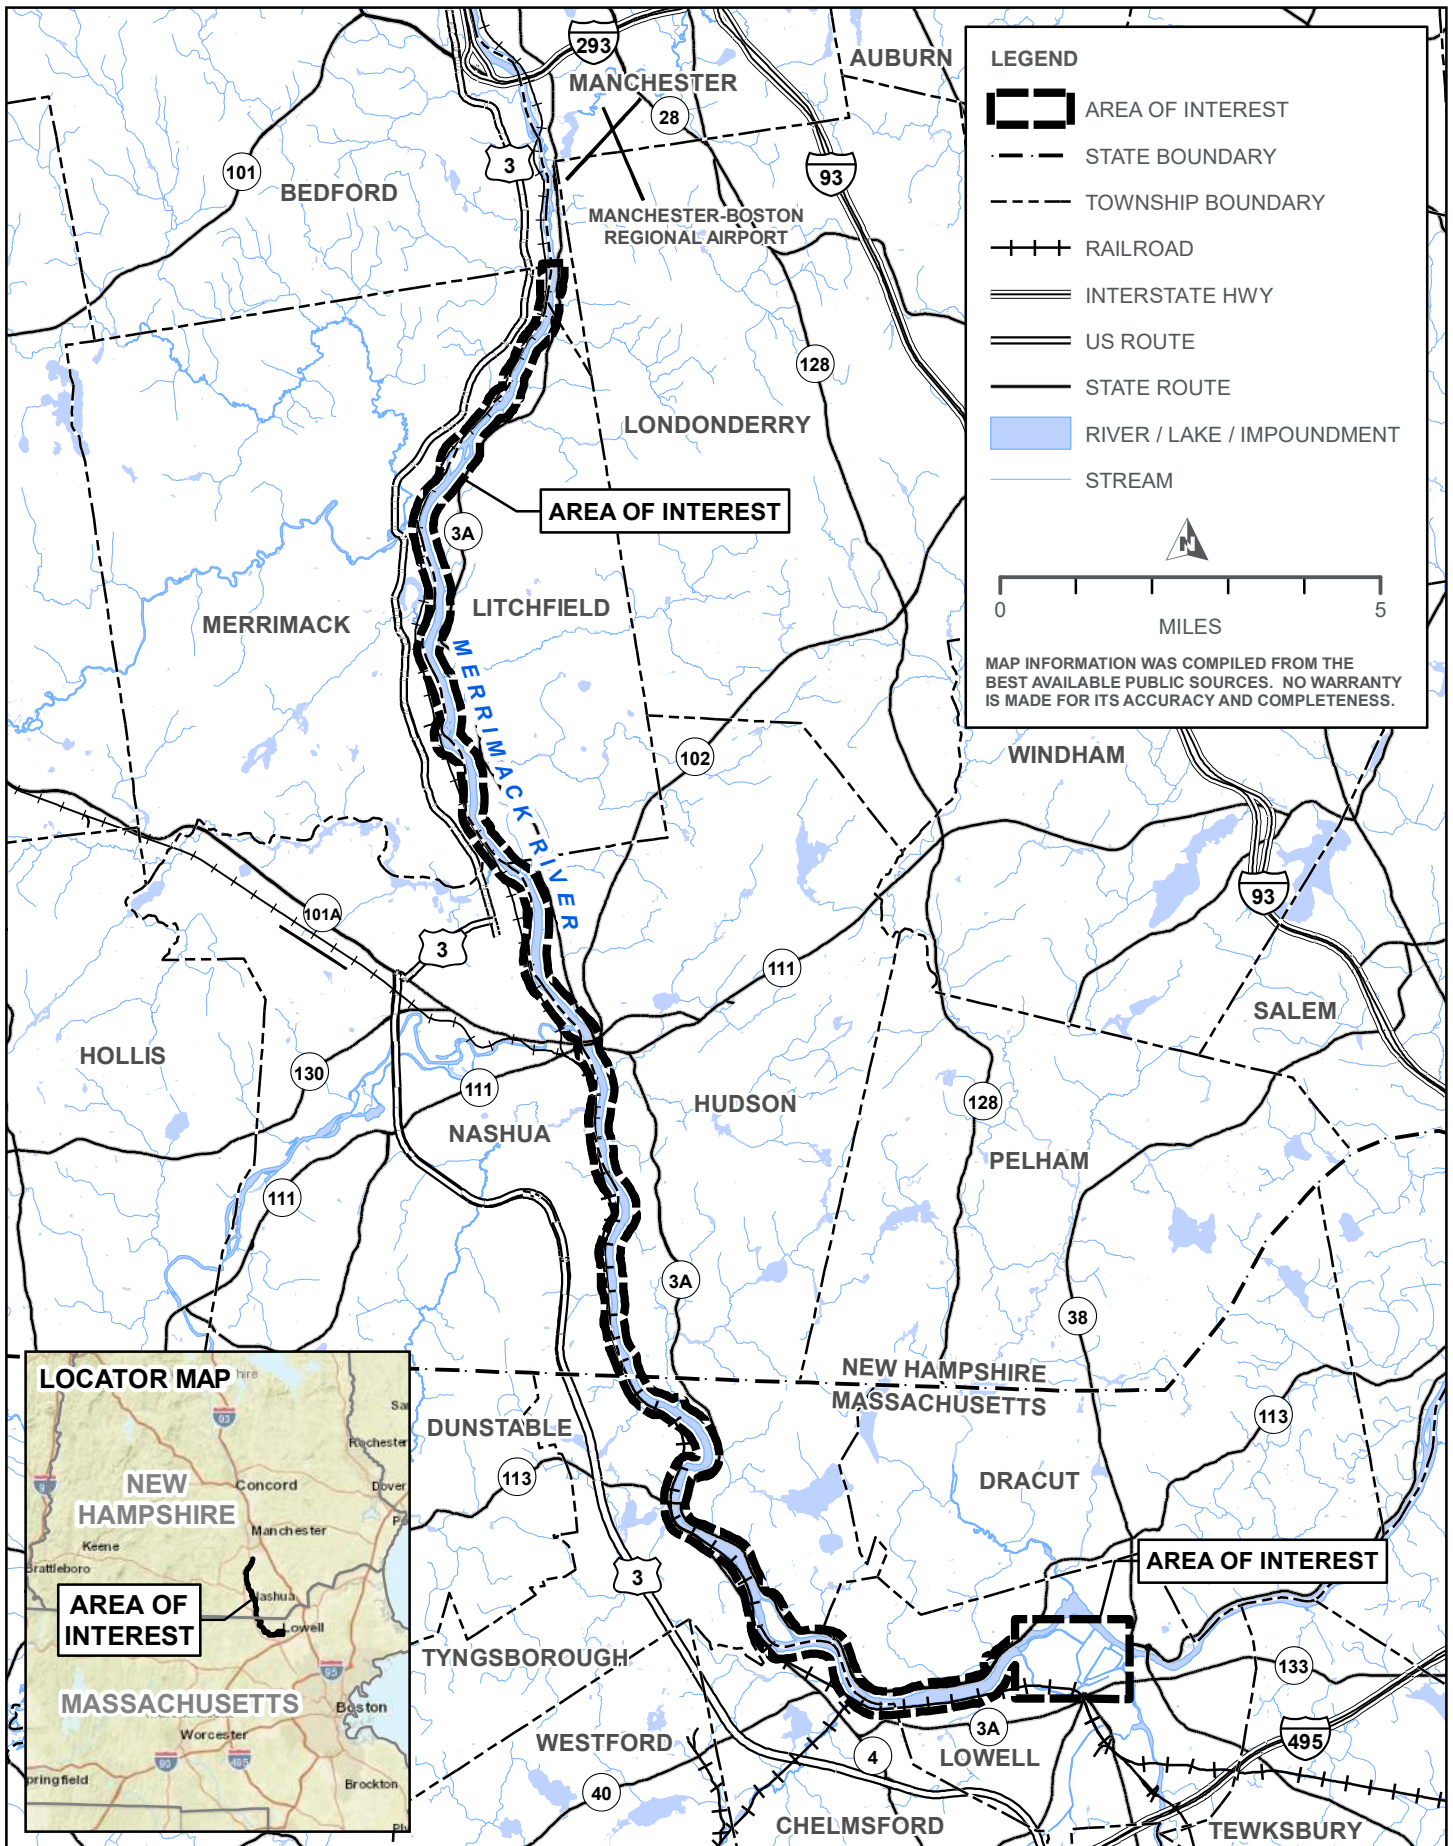 293
AUBURN
MANCHESTER
28
101
3
93
BEDFORD
MANCHESTER-BOSTON
REGIONAL AIRPORT
128
LONDONDERRY
AREA OF INTEREST
3A
LITCHFIELD
MERRIMACK
MERRIMACK RIVER
102
WINDHAM
93
101A
3
111
SALEM
HOLLIS
130
111
HUDSON
128
NASHUA
PELHAM
111
3A
38
NEW HAMPSHIRE
MASSACHUSETTS
DUNSTABLE
113
113
DRACUT
3
AREA OF INTEREST
TYNGSBOROUGH
133
WESTFORD
3A
4
LOWELL
495
40
CHELMSFORD
TEWKSBURY
LEGEND
AREA OF INTEREST
STATE BOUNDARY
TOWNSHIP BOUNDARY
RAILROAD
INTERSTATE HWY
US ROUTE
STATE ROUTE
RIVER / LAKE / IMPOUNDMENT
STREAM
N
0
5
MILES
MAP INFORMATION WAS COMPILED FROM THE
BEST AVAILABLE PUBLIC SOURCES. NO WARRANTY
IS MADE FOR ITS ACCURACY AND COMPLETENESS.
LOCATOR MAP
93
Rochester
NEW
HAMPSHIRE
Concord
Dover
Manchester
Keene
Brattleboro
Nashua
AREA OF
INTEREST
Lowell
95
MASSACHUSETTS
Boston
Worcester
90
495
pringfield
Brockton